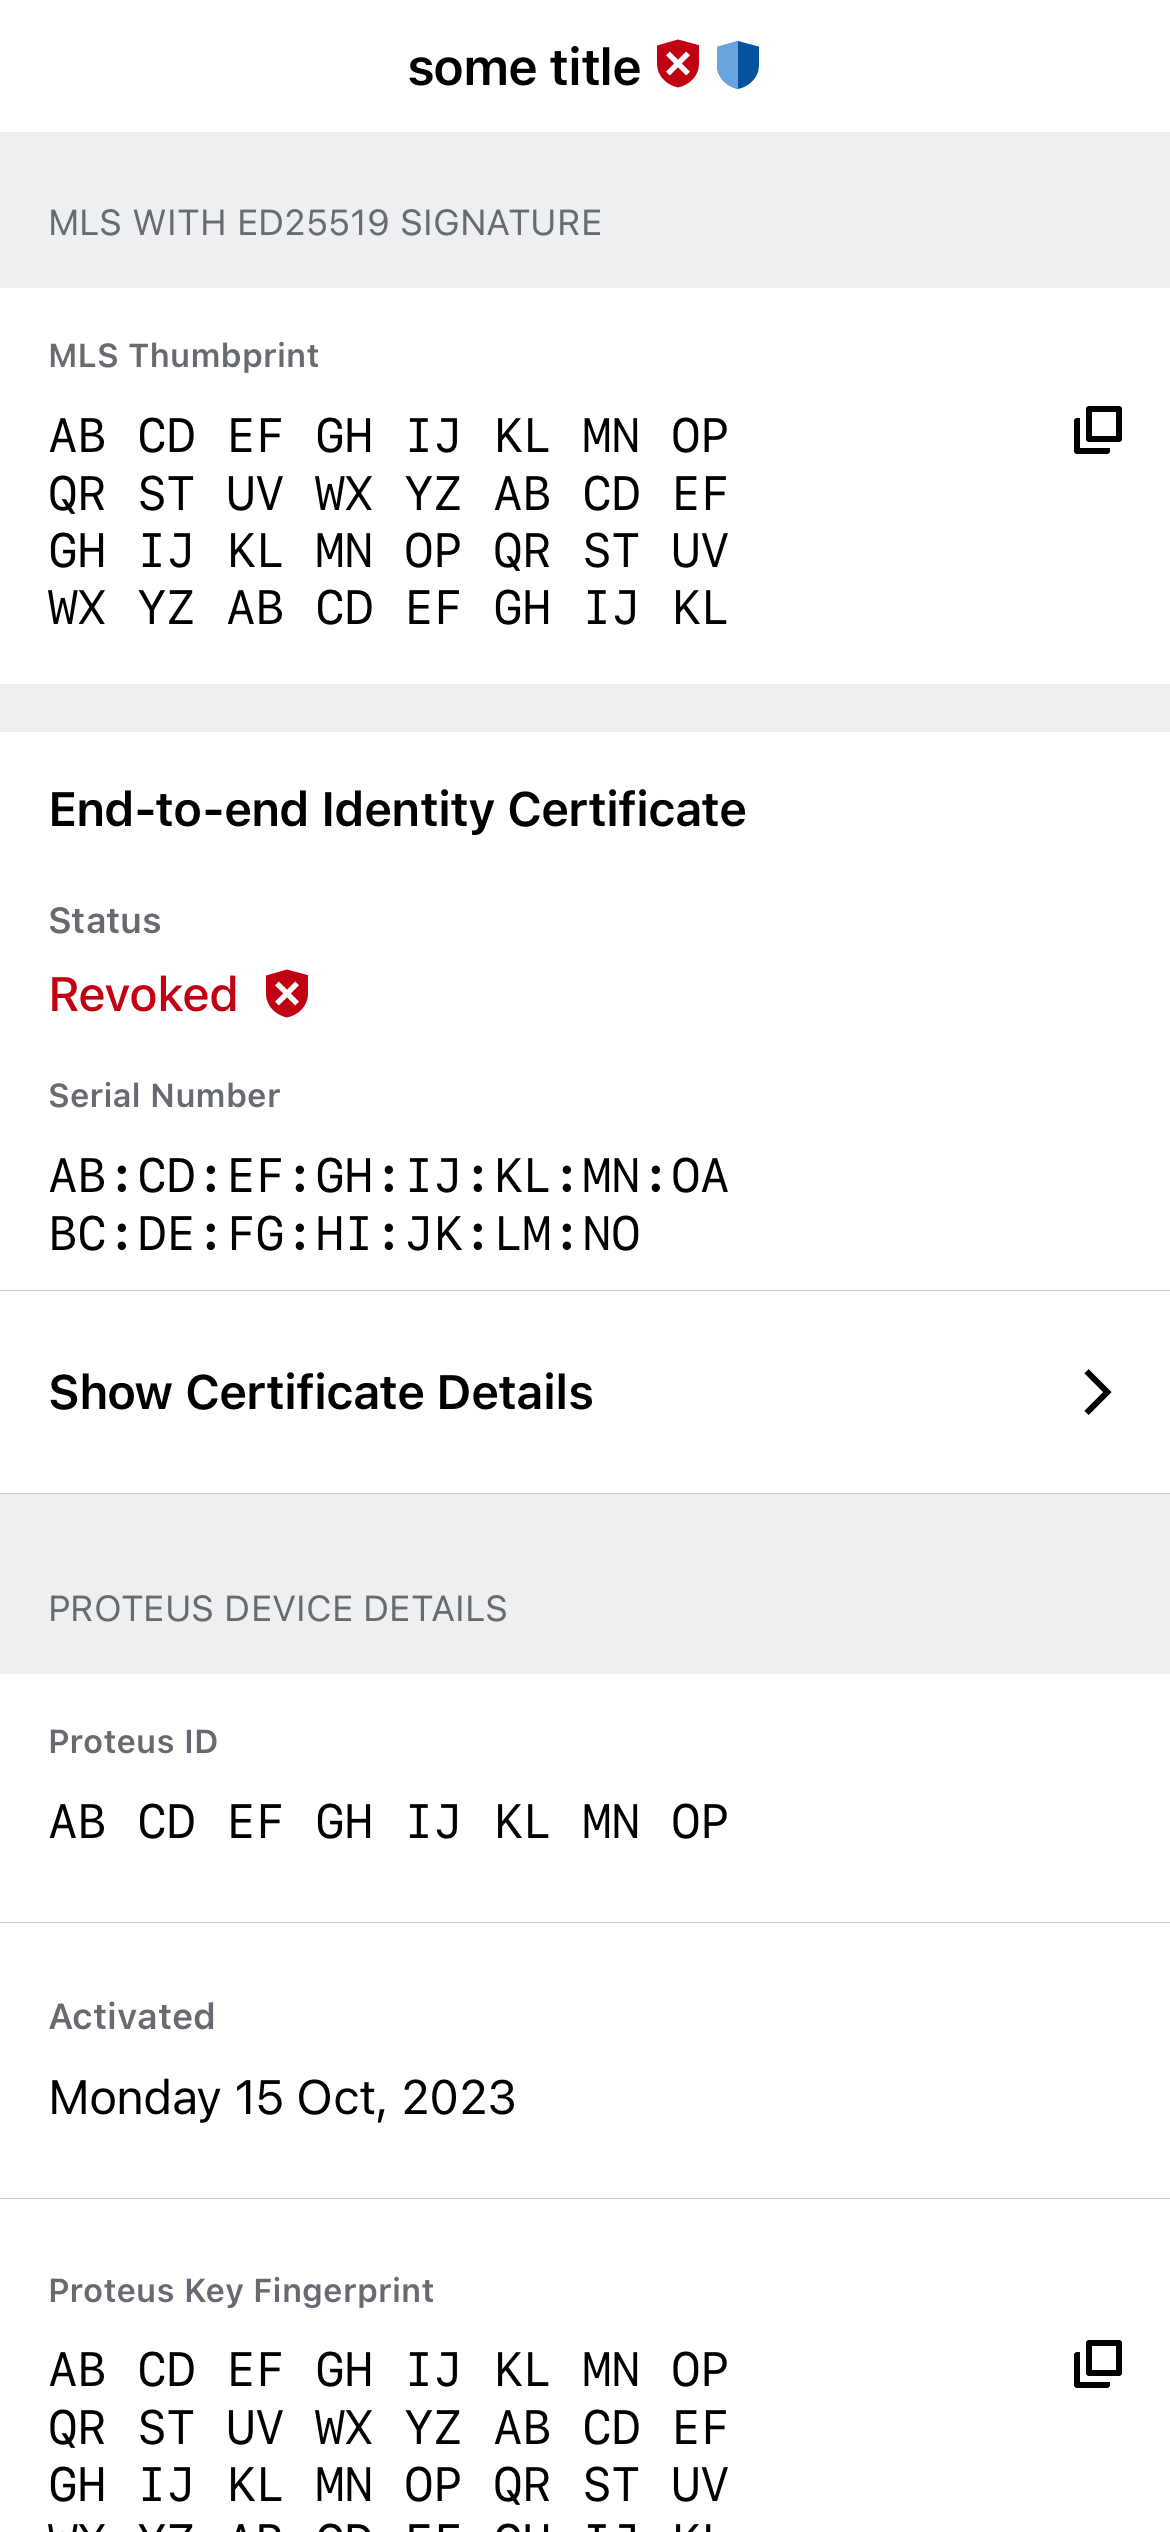 some title
MLS WITH ED25519 SIGNATURE
MLS Thumbprint
AB CD EF GH IJ KL MN OP
QR ST UV WX YZ AB CD EF
GH IJ KL MN OP QR ST UV
WX YZ AB CD EF GH IJ KL
End-to-end Identity Certificate
Status
Revoked
Serial Number
AB:CD:EF:GH:IJ:KL:MN:OA
BC:DE:FG:HI:JK:LM:NO
Show Certificate Details
PROTEUS DEVICE DETAILS
Proteus ID
AB CD EF GH IJ KL MN OP
Activated
Monday 15 Oct, 2023
Proteus Key Fingerprint
AB CD EF GH IJ KL MN OP
QR ST UV WX YZ AB CD EF
GH IJ KL MN OP QR ST UV